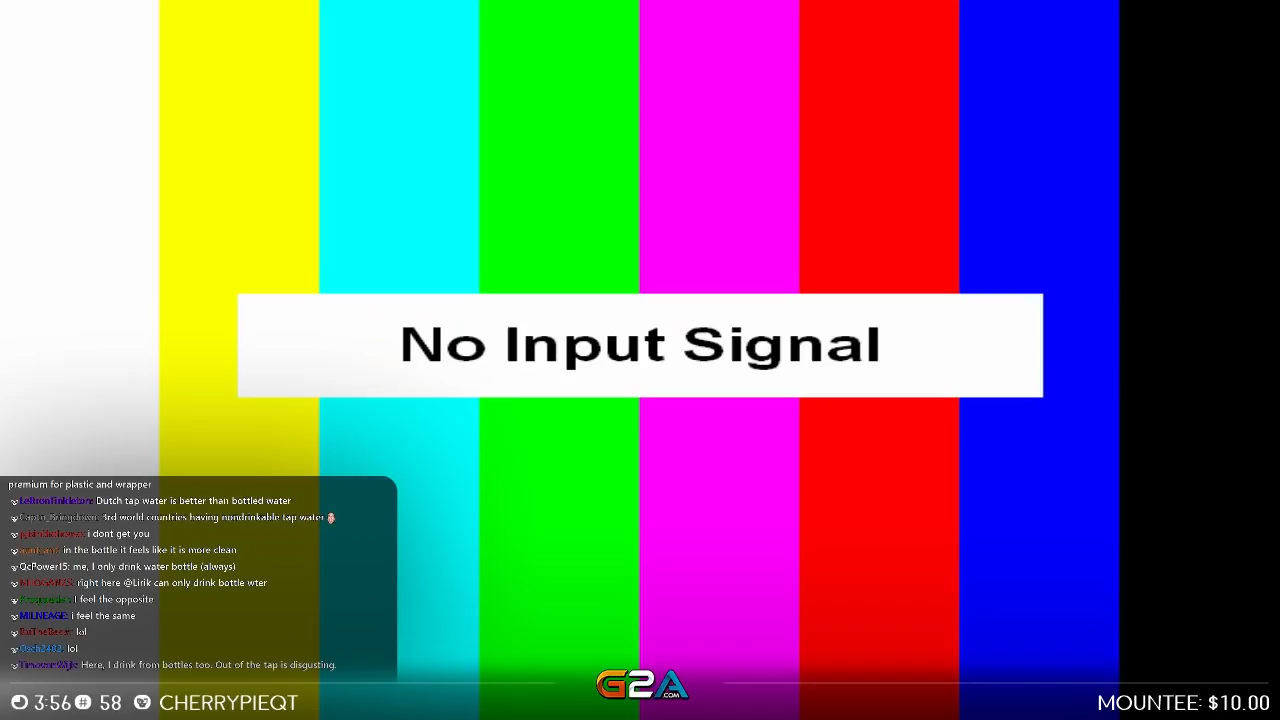 No Input Signal
premium for plastic and wrapper
Dutch tap water is better than bottled water
3rd world countries having nondrinkable tap water
i dont get you
in the bottle it feels like it is more clean
QcPower15: me, I only drink water bottle (always)
right here @Lirik can only drink bottle wter
I feel the opposite
MILNEAGE: i feel the same
lol
lol
Here, I drink from bottles too. Out of the tap is disgusting.
G2A
.COM
3:56 # 58 CHERRYPIEQT
MOUNTEE: $10.00